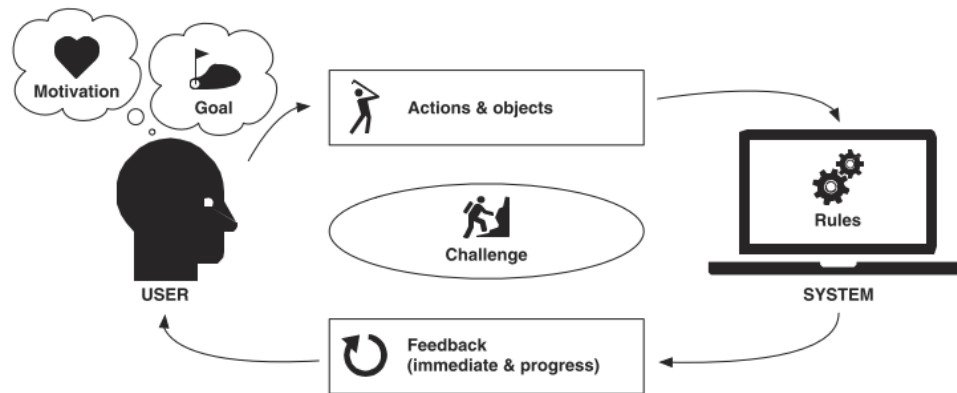 Motivation
Goal
Actions & objects
Rules
Challenge
USER
SYSTEM
Feedback
(immediate & progress)